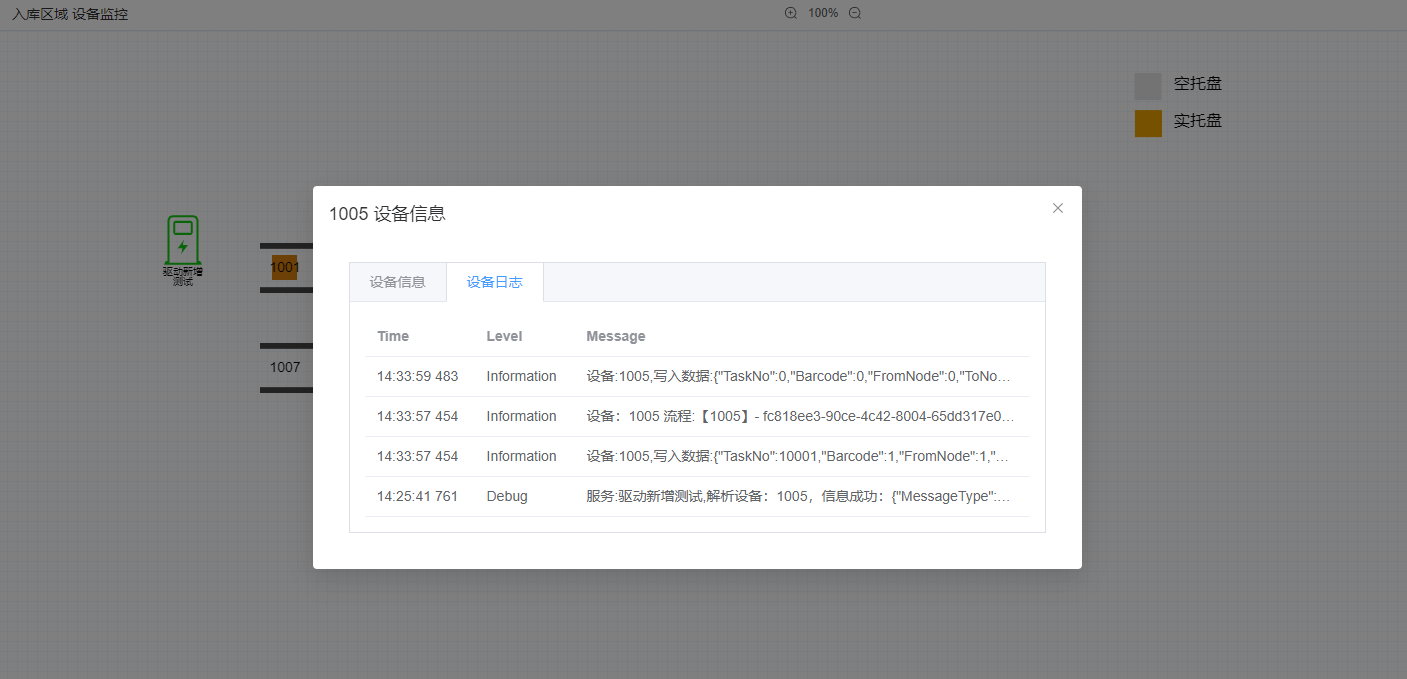 入库区域 设备监控
100%
空托盘
实托盘
驱动新增
测试
1001
1007
1005 设备信息
设备信息 设备日志
Time Level Message
14:33:59 483 Information 设备:1005,写入数据:{"TaskNo":0,"Barcode":0,"FromNode":0,"ToNo…
14:33:57 454 Information 设备：1005 流程:【1005】- fc818ee3-90ce-4c42-8004-65dd317e0…
14:33:57 454 Information 设备:1005,写入数据:{"TaskNo":10001,"Barcode":1,"FromNode":1,"…
14:25:41 761 Debug 服务:驱动新增测试,解析设备：1005，信息成功：{"MessageType":…